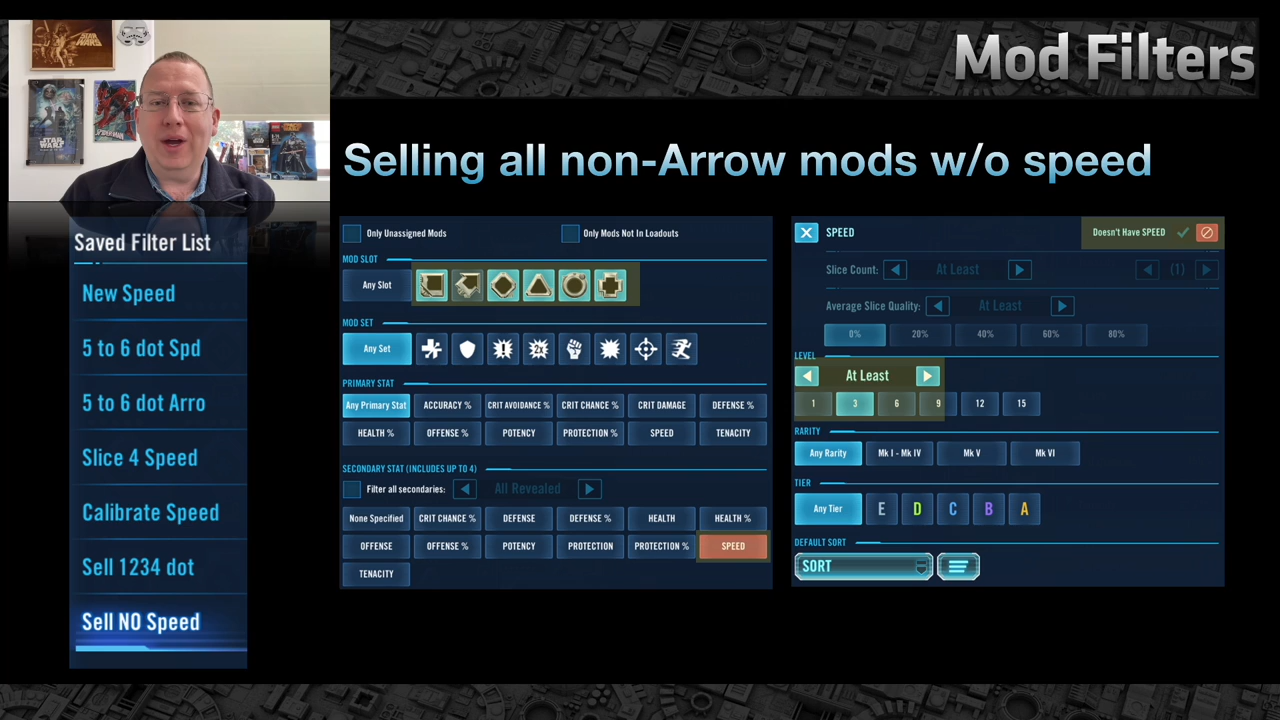 Mod Filters
Selling all non-Arrow mods w/o speed
STAR WARS
STAR WARS
SPIDER-MAN
Saved Filter List
New Speed
5 to 6 dot Spd
5 to 6 dot Arro
Slice 4 Speed
Calibrate Speed
Sell 1234 dot
Sell NO Speed
Only Unassigned Mods
Only Mods Not In Loadouts
MOD SLOT
Any Slot
MOD SET
Any Set
PRIMARY STAT
Any Primary Stat ACCURACY % CRIT AVOIDANCE % CRIT CHANCE % CRIT DAMAGE DEFENSE %
HEALTH % OFFENSE % POTENCY PROTECTION % SPEED TENACITY
SECONDARY STAT (INCLUDES UP TO 4)
Filter all secondaries: All Revealed
None Specified CRIT CHANCE % DEFENSE DEFENSE % HEALTH HEALTH %
OFFENSE OFFENSE % POTENCY PROTECTION PROTECTION % SPEED
TENACITY
SPEED
Doesn't Have SPEED
Slice Count: At Least (1)
Average Slice Quality: At Least
0% 20% 40% 60% 80%
LEVEL
At Least
1 3 6 9 12 15
RARITY
Any Rarity Mk I - Mk IV Mk V Mk VI
TIER
Any Tier E D C B A
DEFAULT SORT
SORT